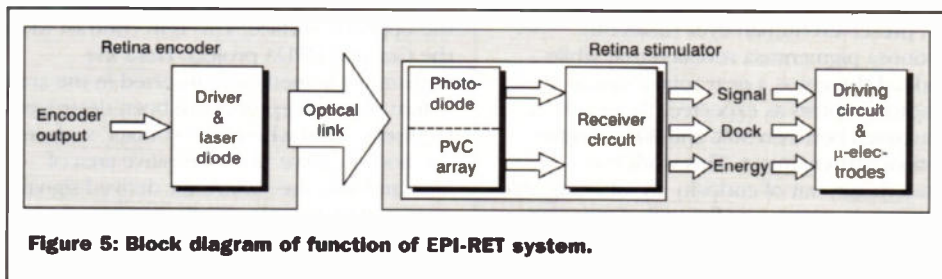 Retina encoder
Retina stimulator
Encoder
output
Driver
&
laser
diode
Optical
link
Photo-
diode
PVC
array
Receiver
circuit
Signal
Dock
Energy
Driving
circuit
&
μ-elec-
trodes
Figure 5: Block diagram of function of EPI-RET system.